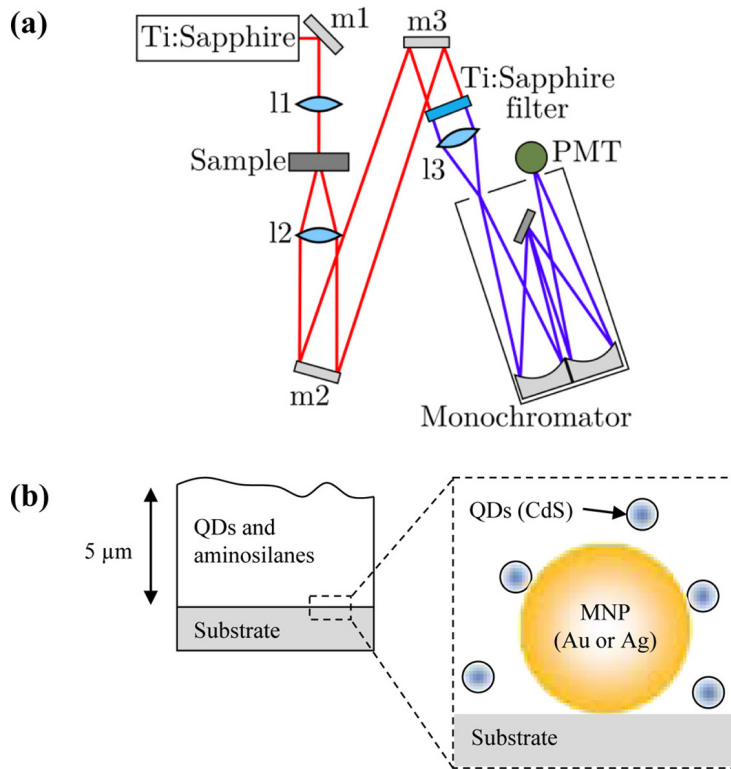 (a)
m1
m3
Ti:Sapphire
Ti:Sapphire
filter
l1
Sample
l3
PMT
l2
m2
Monochromator
(b)
QDs (CdS)
QDs and
aminosilanes
5 µm
MNP
(Au or Ag)
Substrate
Substrate